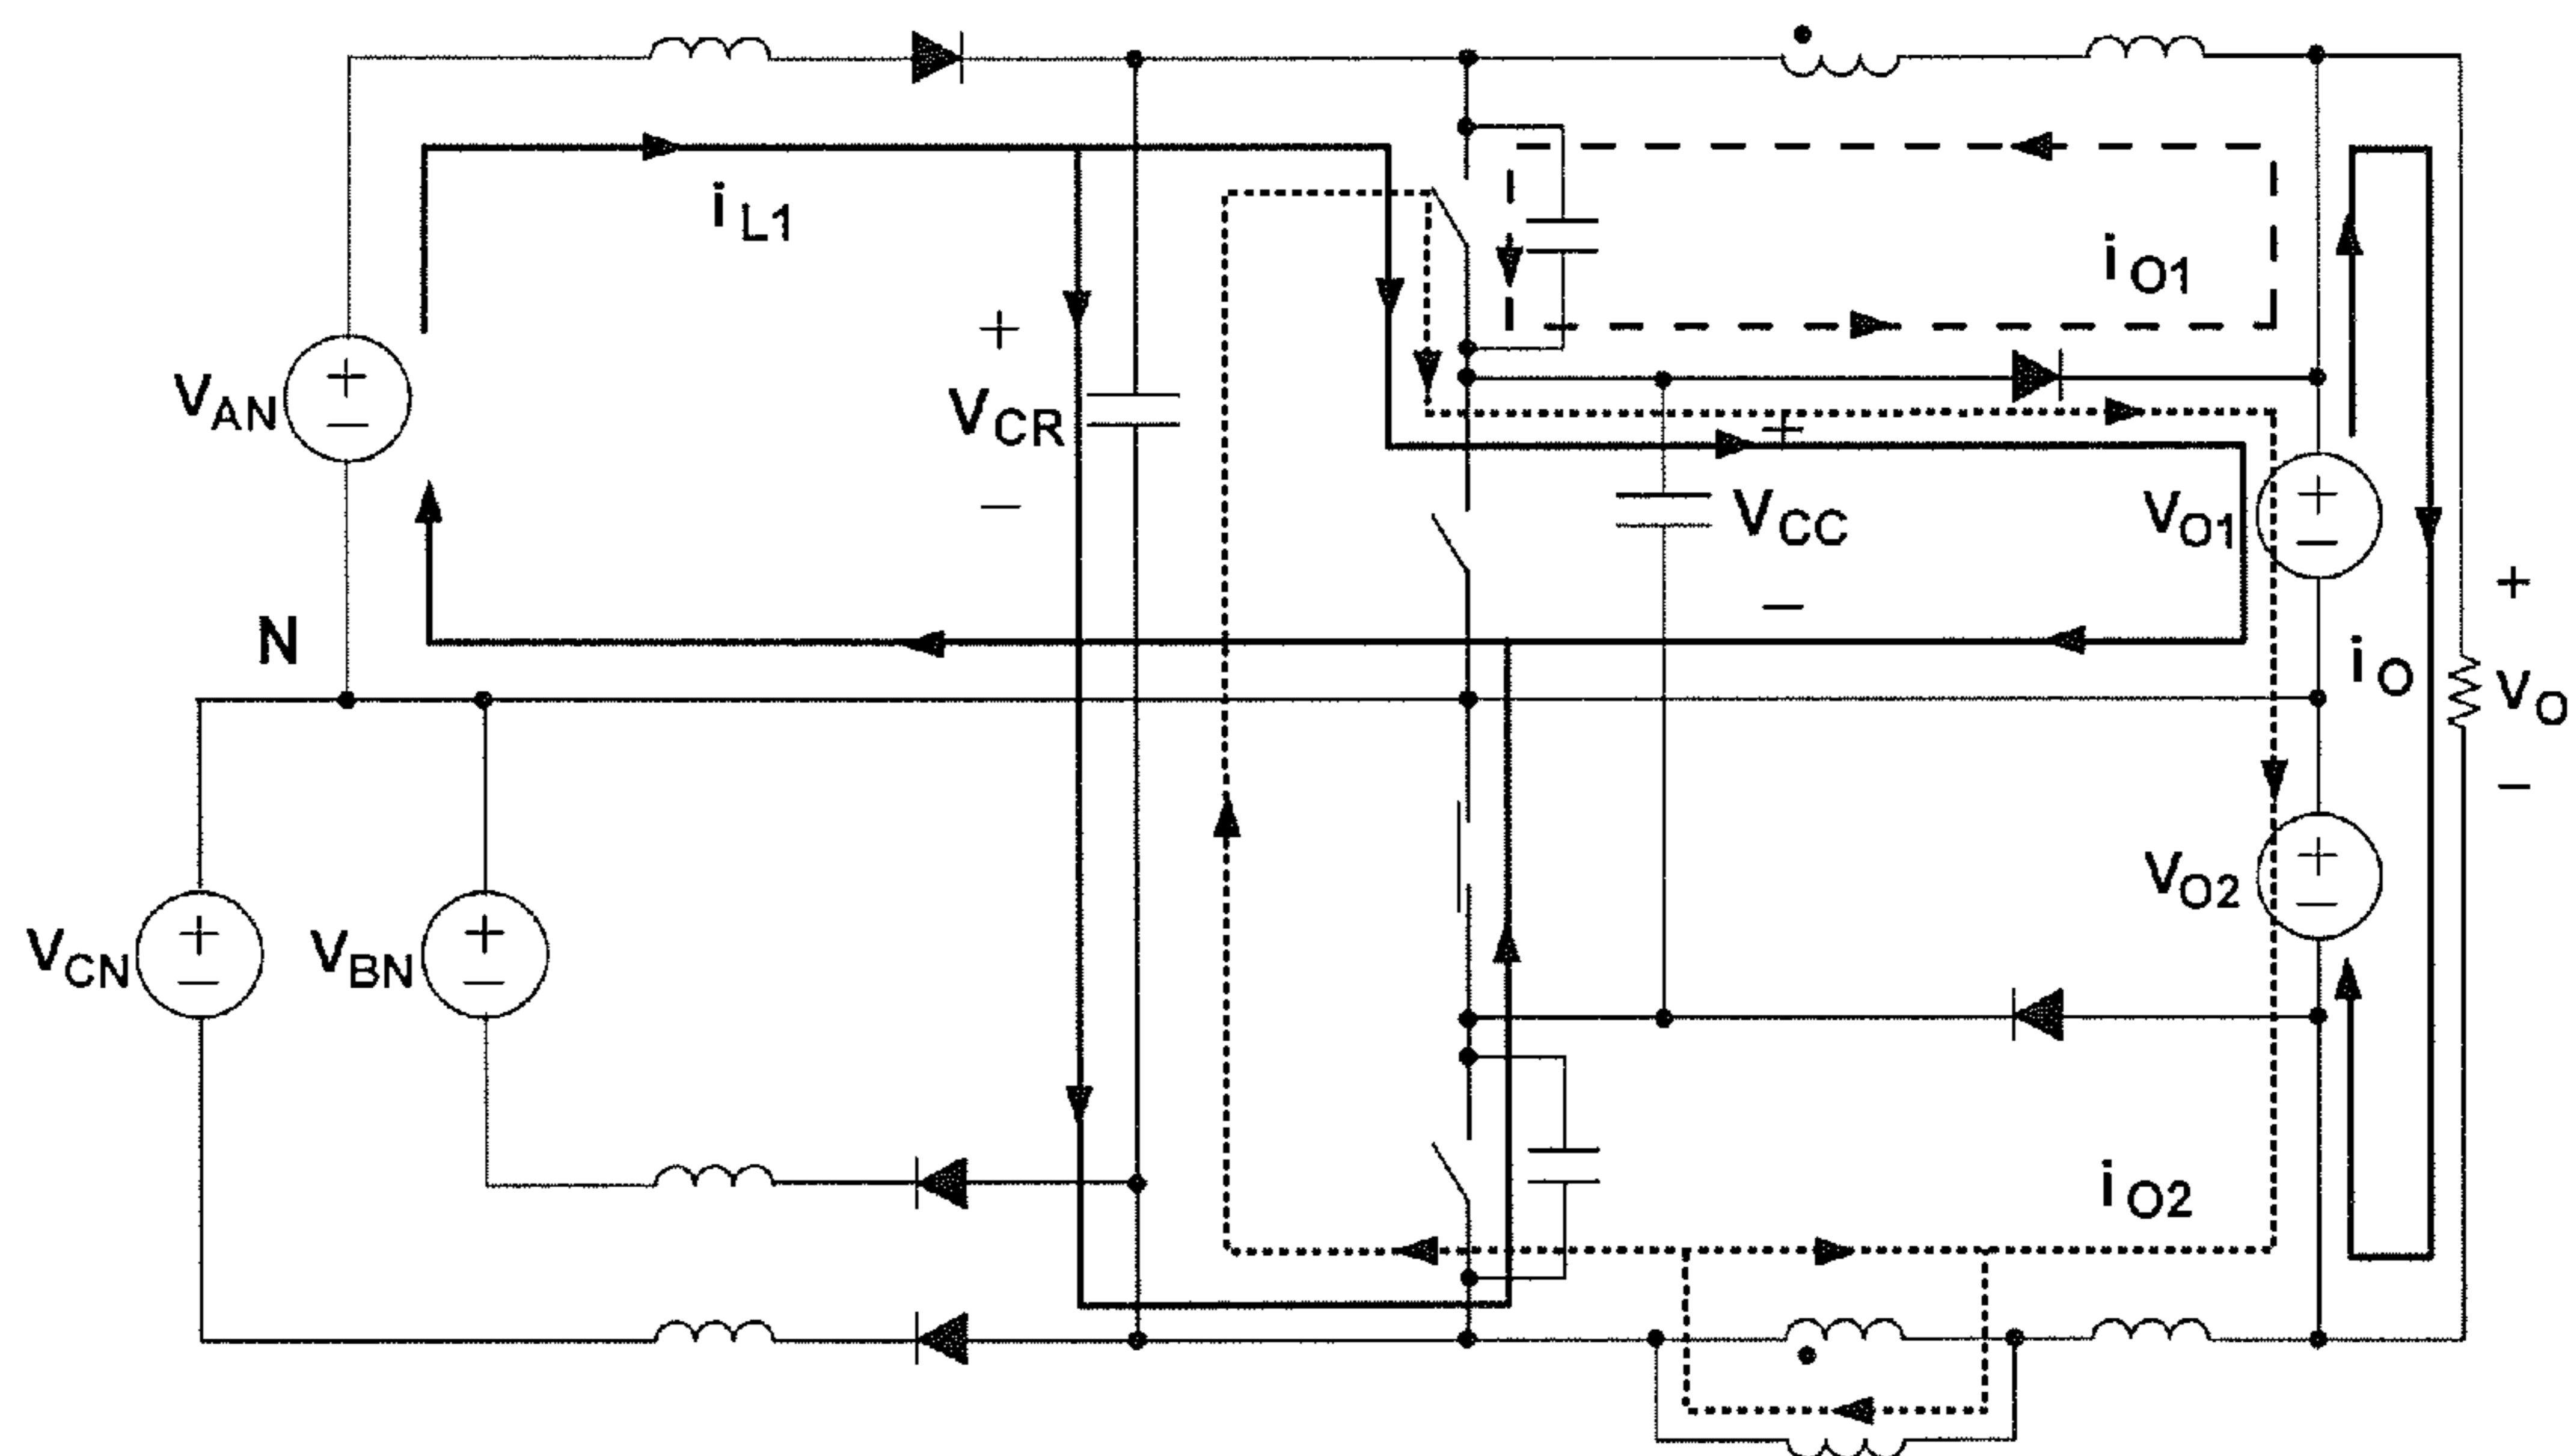 iL1
iO1
+
VCR
−
+
−
VAN
+
VCC
−
+
−
VO1
N
iO
+
VO
−
+
−
VCN
+
−
VBN
+
−
VO2
iO2